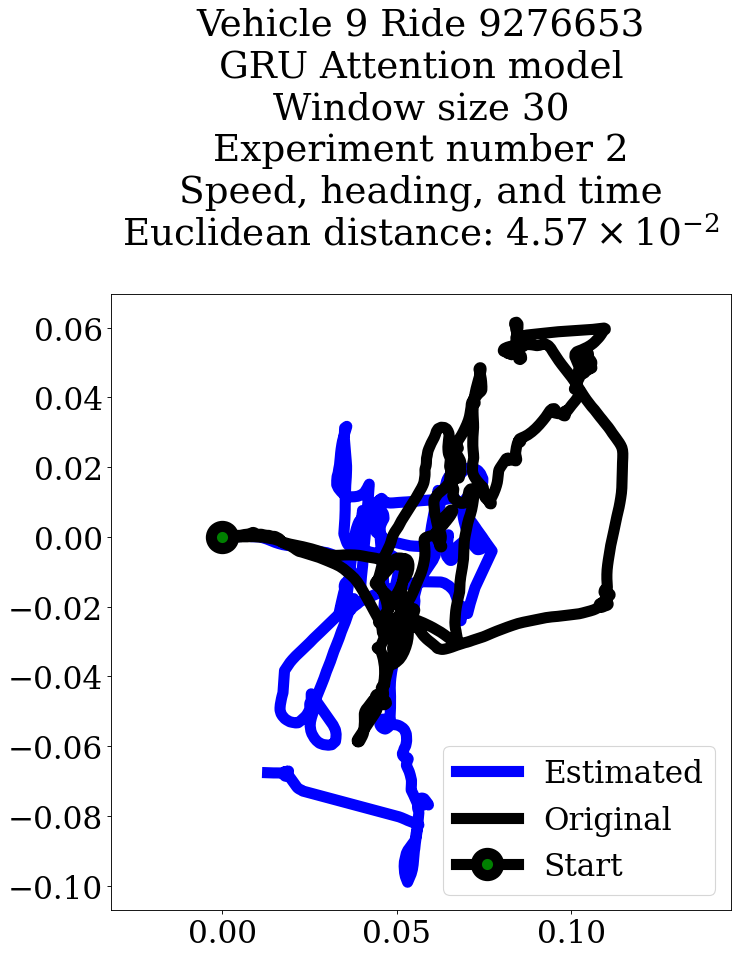 Vehicle 9 Ride 9276653
GRU Attention model
Window size 30
Experiment number 2
Speed, heading, and time
Euclidean distance: 4.57 × 10⁻²
0.06
0.04
0.02
0.00
−0.02
−0.04
−0.06
−0.08
−0.10
Estimated
Original
Start
0.00 0.05 0.10